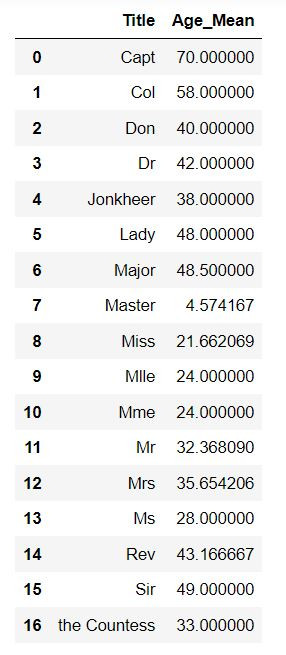 Title Age_Mean
0 Capt 70.000000
1 Col 58.000000
2 Don 40.000000
3 Dr 42.000000
4 Jonkheer 38.000000
5 Lady 48.000000
6 Major 48.500000
7 Master 4.574167
8 Miss 21.662069
9 Mlle 24.000000
10 Mme 24.000000
11 Mr 32.368090
12 Mrs 35.654206
13 Ms 28.000000
14 Rev 43.166667
15 Sir 49.000000
16 the Countess 33.000000